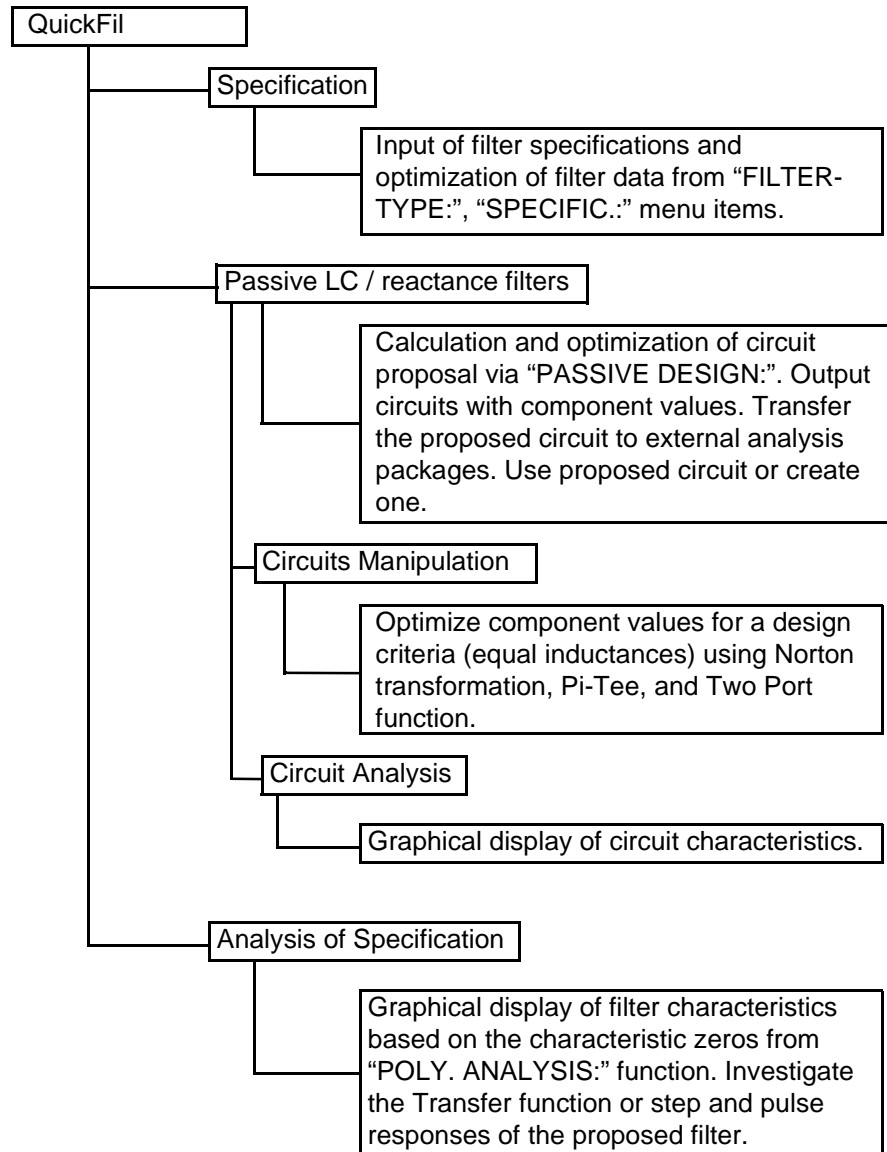 QuickFil
Specification
Input of filter specifications and
optimization of filter data from “FILTER-
TYPE:”, “SPECIFIC.:” menu items.
Passive LC / reactance filters
Calculation and optimization of circuit
proposal via “PASSIVE DESIGN:”. Output
circuits with component values. Transfer
the proposed circuit to external analysis
packages. Use proposed circuit or create
one.
Circuits Manipulation
Optimize component values for a design
criteria (equal inductances) using Norton
transformation, Pi-Tee, and Two Port
function.
Circuit Analysis
Graphical display of circuit characteristics.
Analysis of Specification
Graphical display of filter characteristics
based on the characteristic zeros from
“POLY. ANALYSIS:” function. Investigate
the Transfer function or step and pulse
responses of the proposed filter.